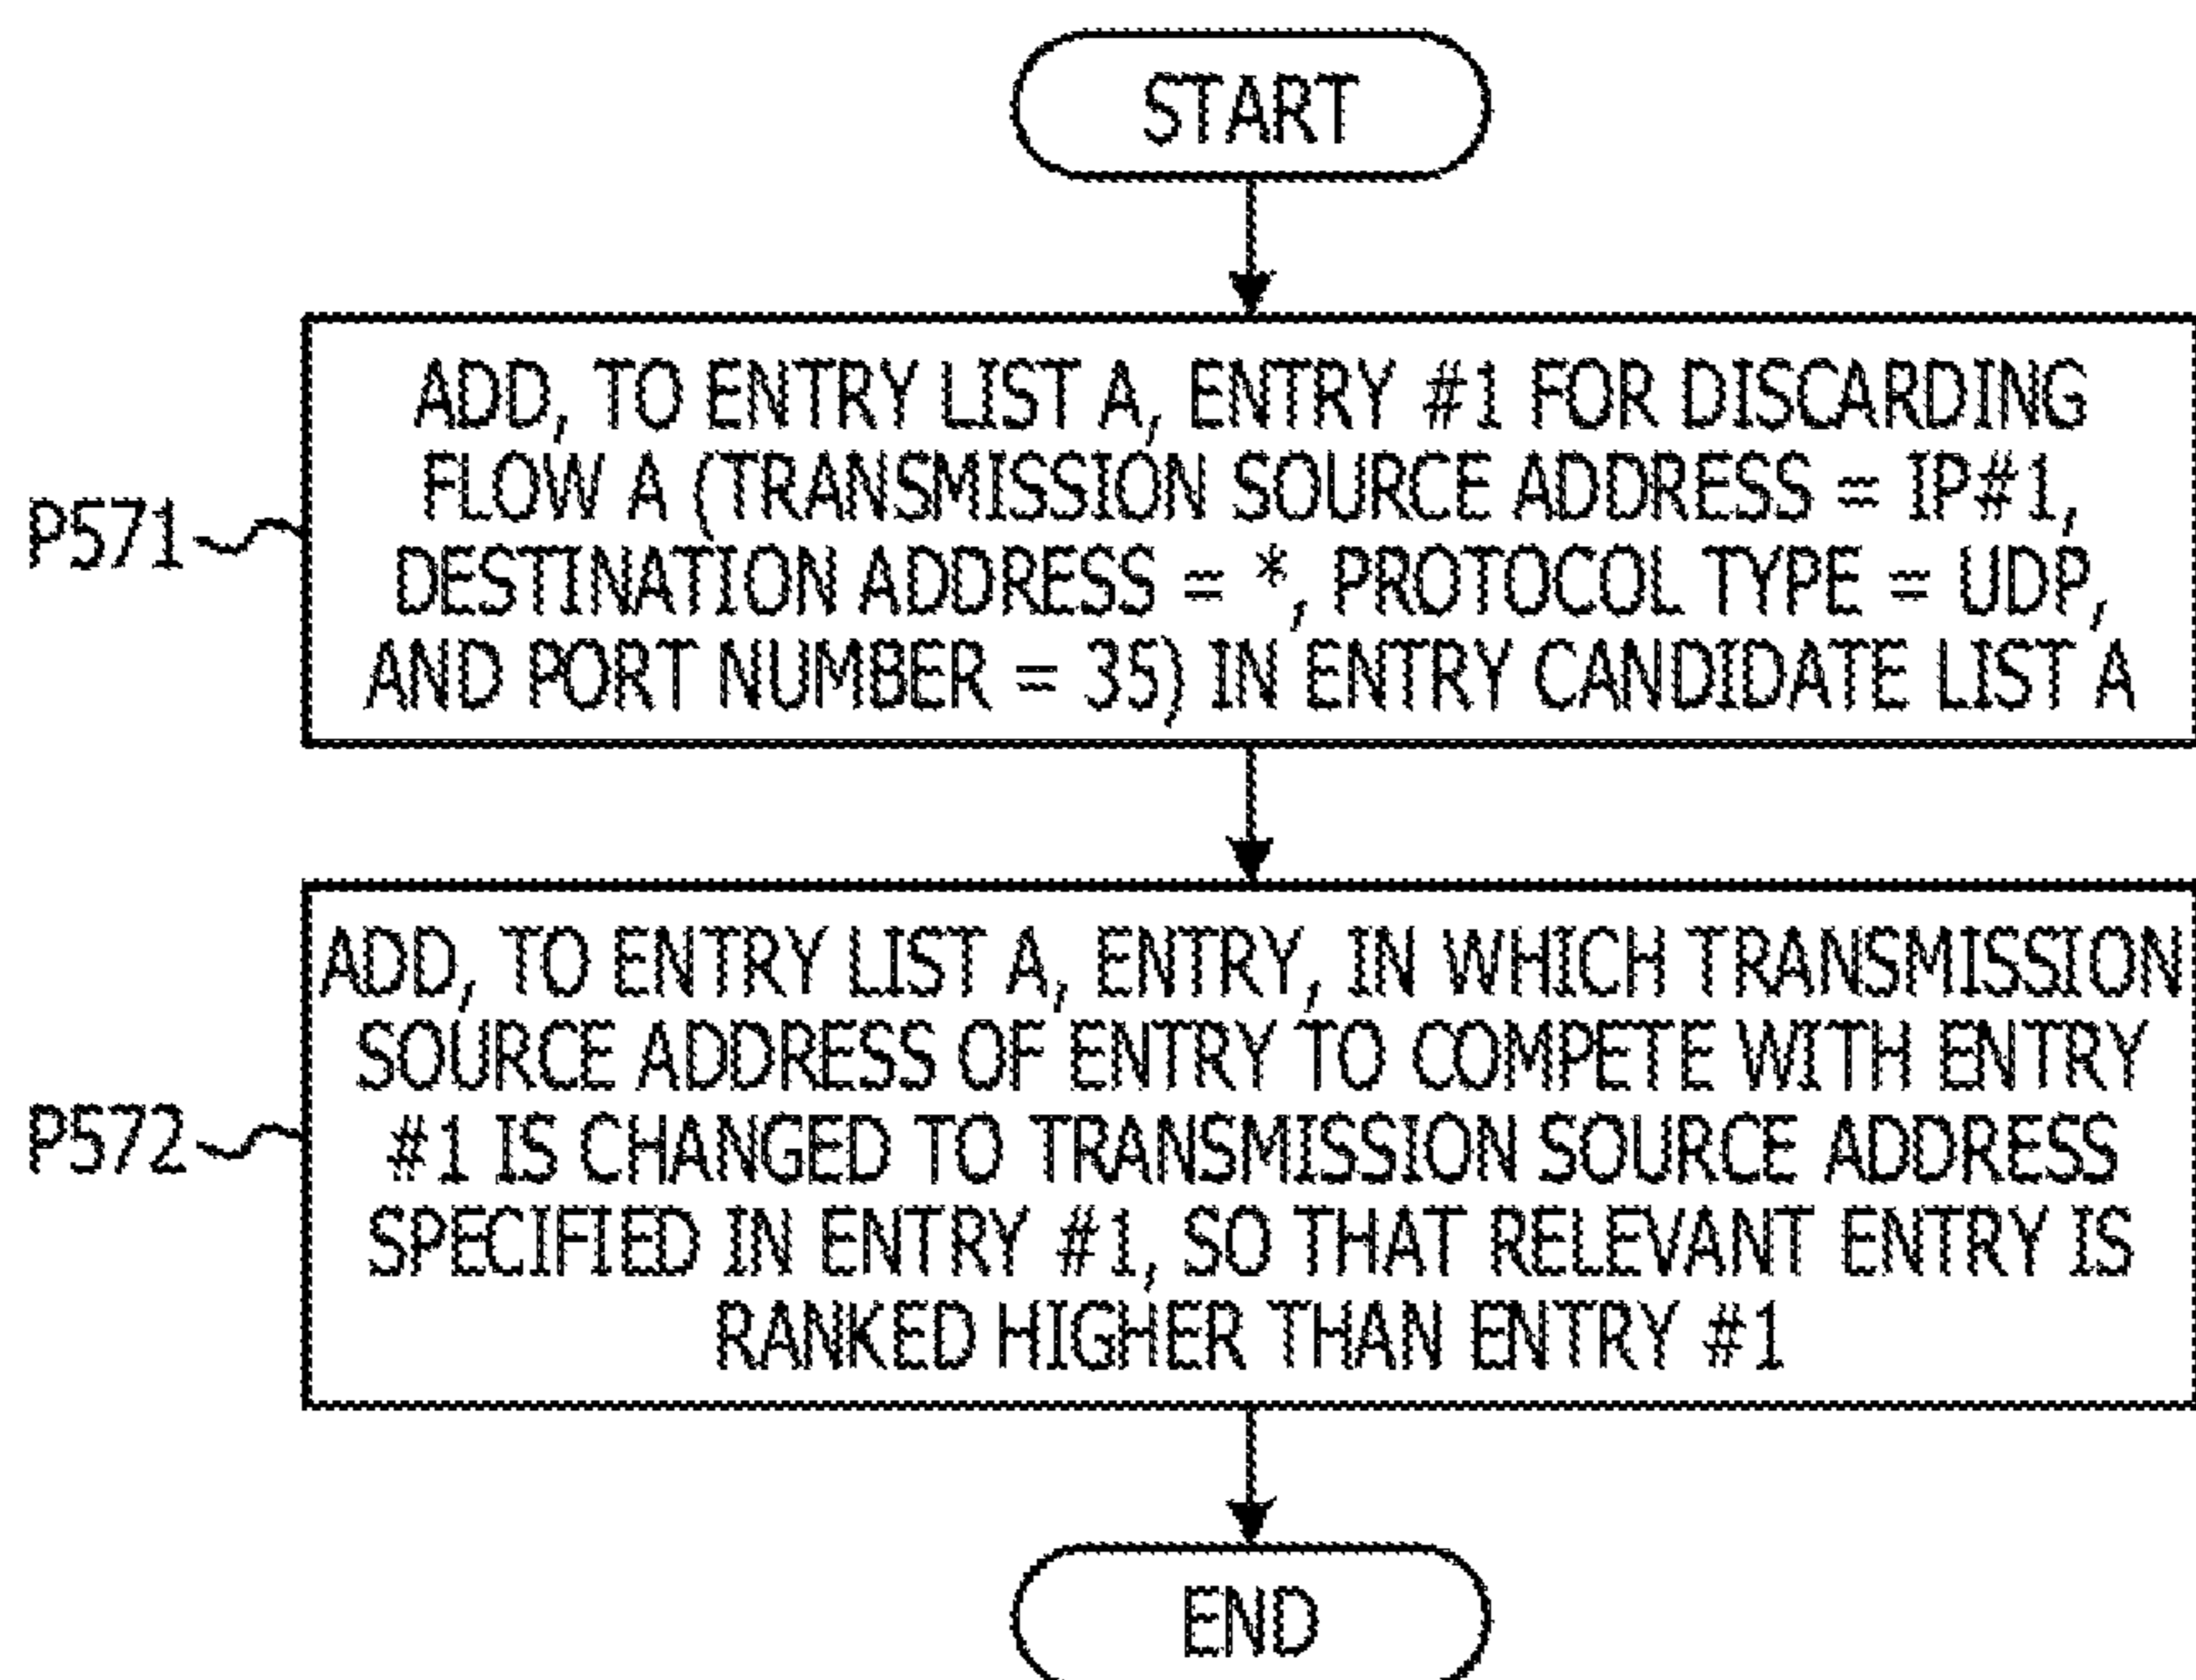 START
ADD, TO ENTRY LIST A, ENTRY #1 FOR DISCARDING
FLOW A (TRANSMISSION SOURCE ADDRESS = IP#1,
DESTINATION ADDRESS = *, PROTOCOL TYPE = UDP,
AND PORT NUMBER = 35) IN ENTRY CANDIDATE LIST A
P571
ADD, TO ENTRY LIST A, ENTRY, IN WHICH TRANSMISSION
SOURCE ADDRESS OF ENTRY TO COMPETE WITH ENTRY
#1 IS CHANGED TO TRANSMISSION SOURCE ADDRESS
SPECIFIED IN ENTRY #1, SO THAT RELEVANT ENTRY IS
RANKED HIGHER THAN ENTRY #1
P572
END